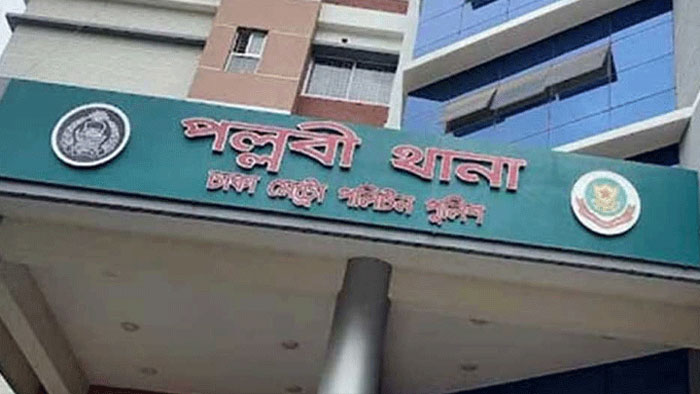 পল্লবী থানা
ঢাকা মেট্রো পলিটন পুলিশ